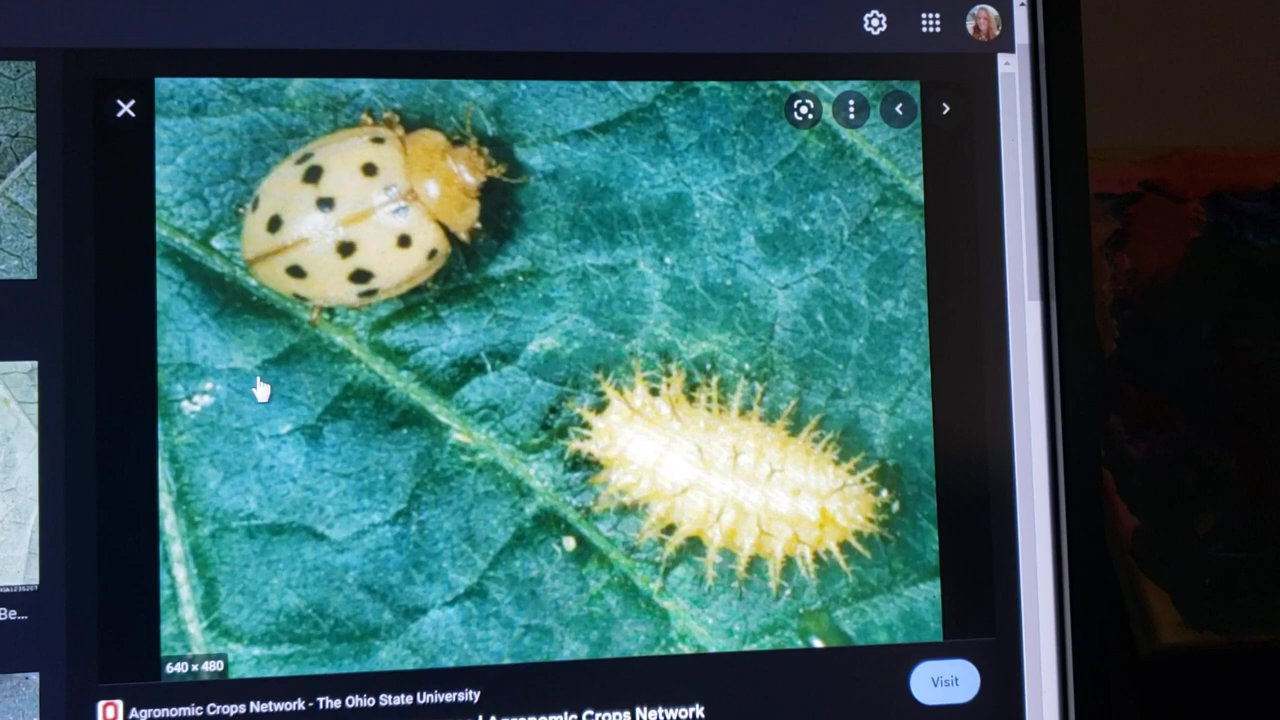 Be...
640 × 480
Visit
Agronomic Crops Network - The Ohio State University
Agronomic Crops Network